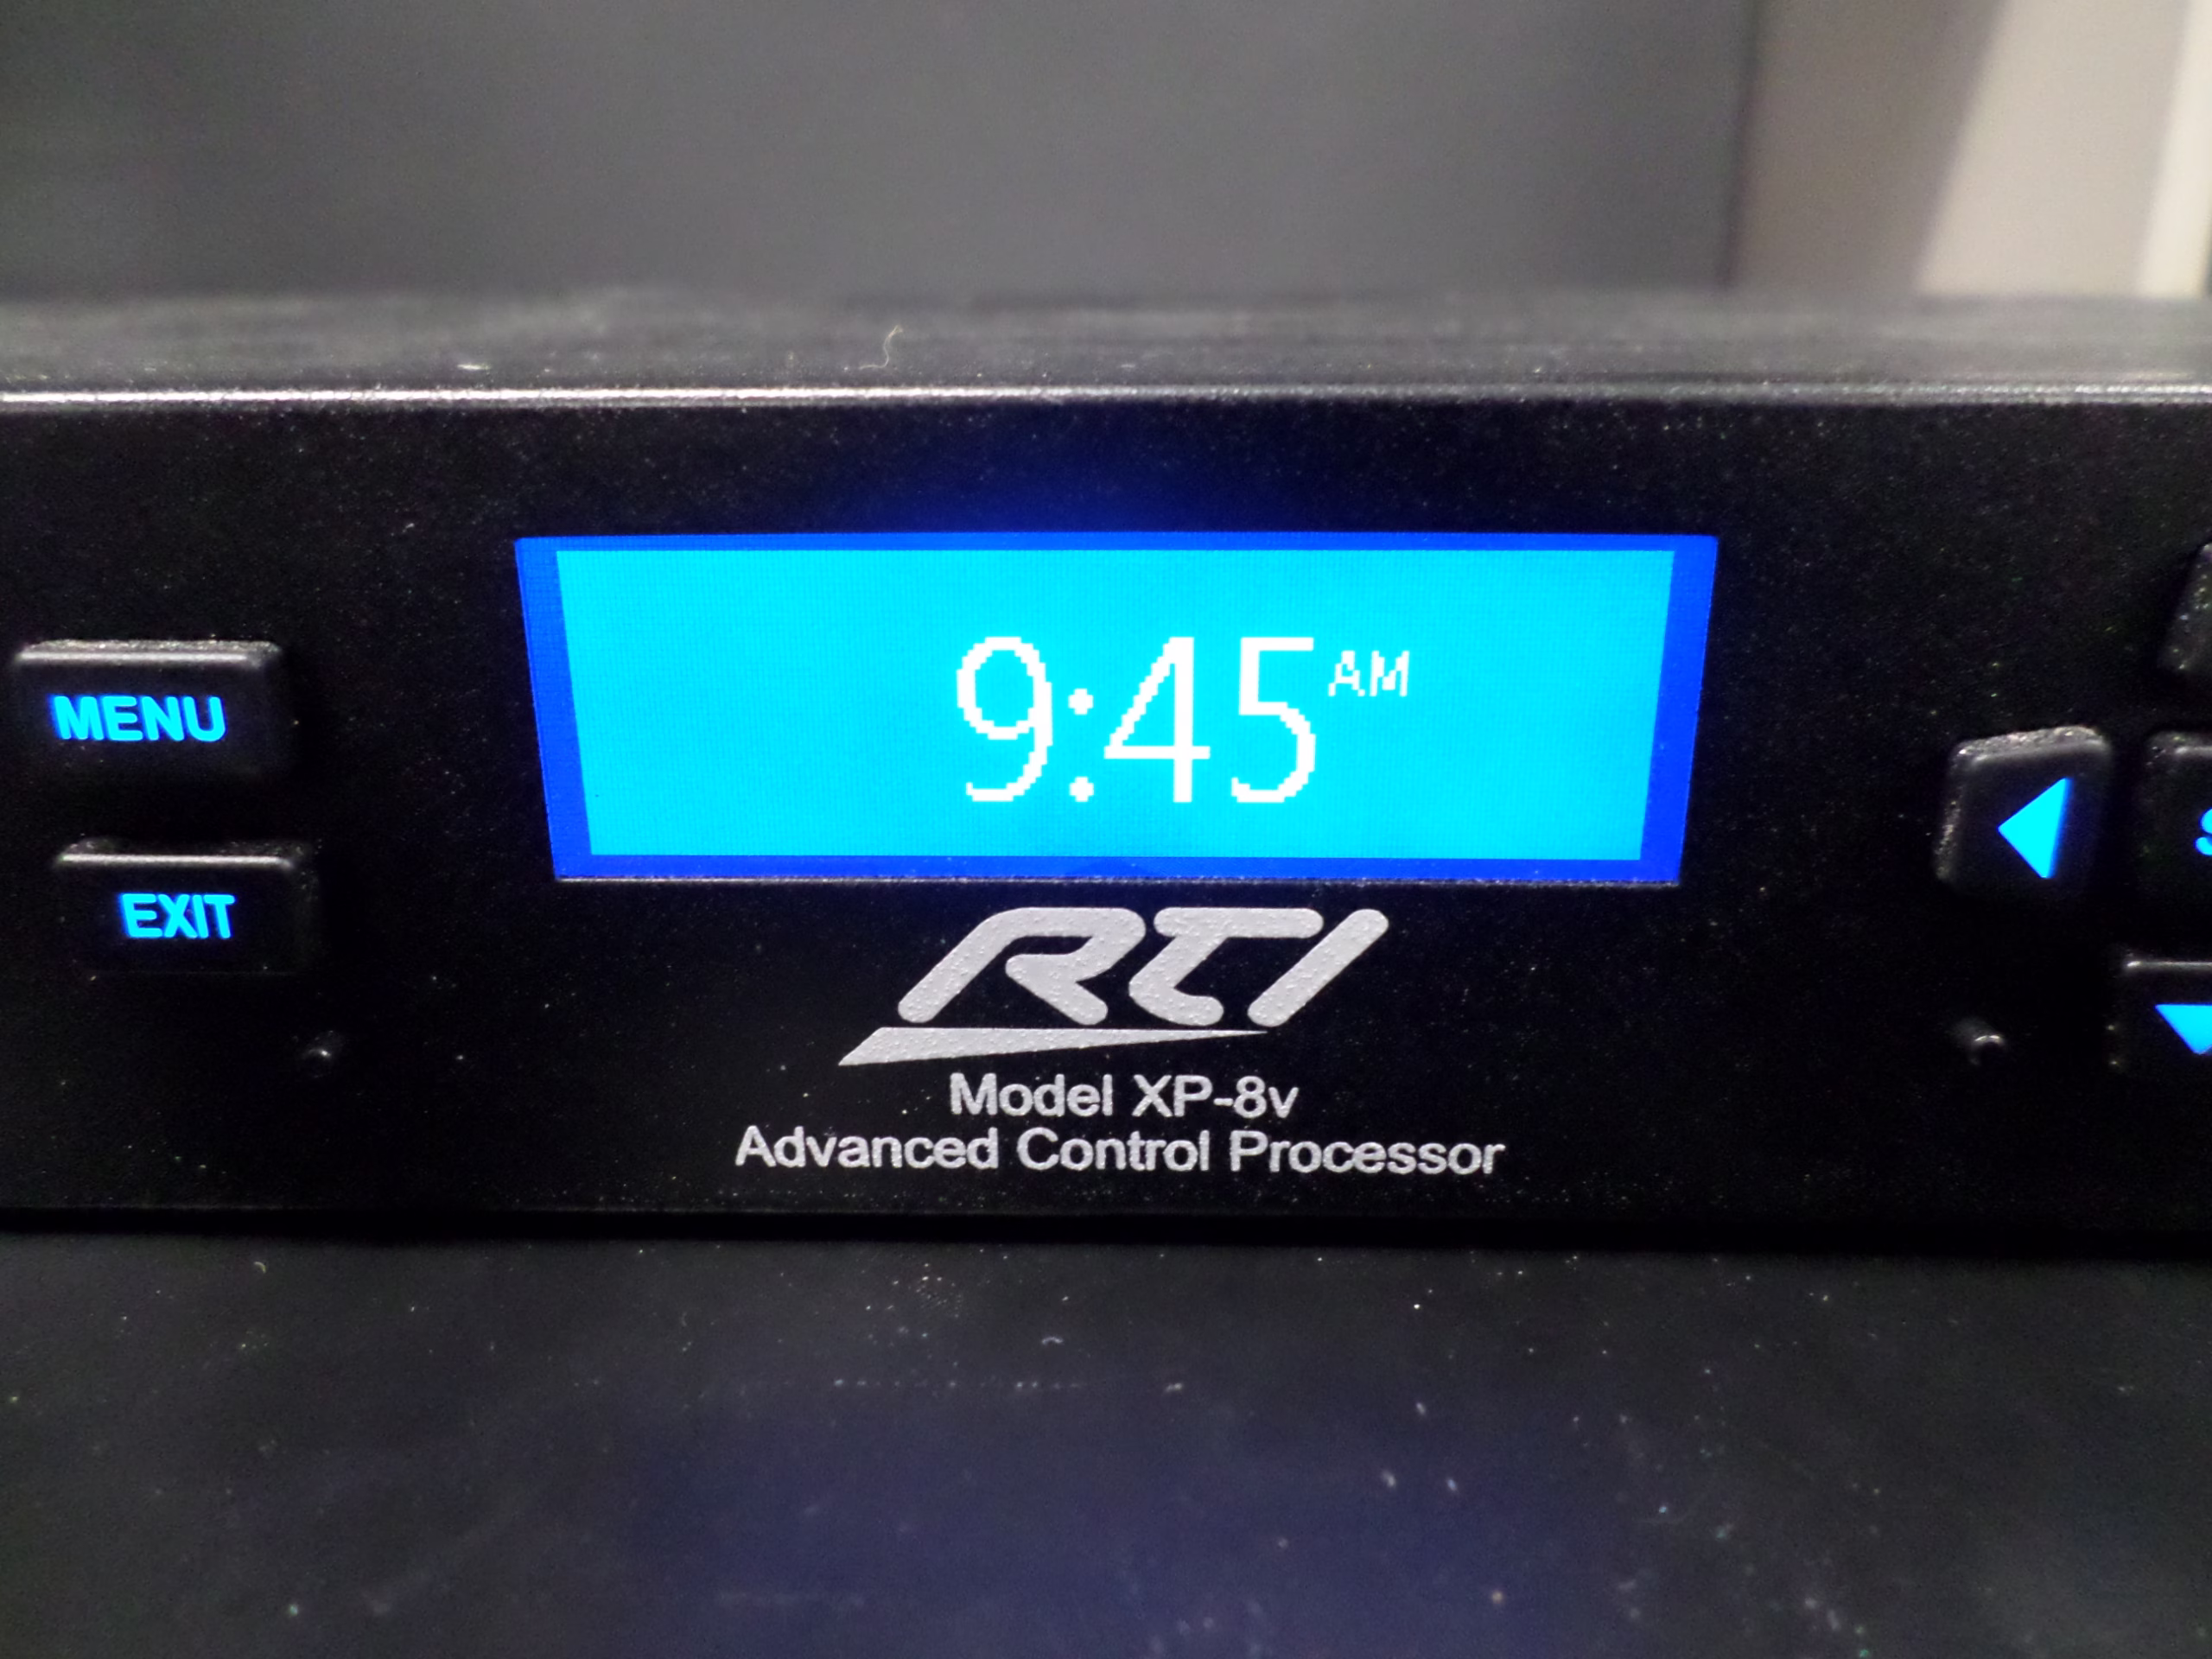 9:45 AM
MENU
EXIT
RTI
Model XP-8v
Advanced Control Processor